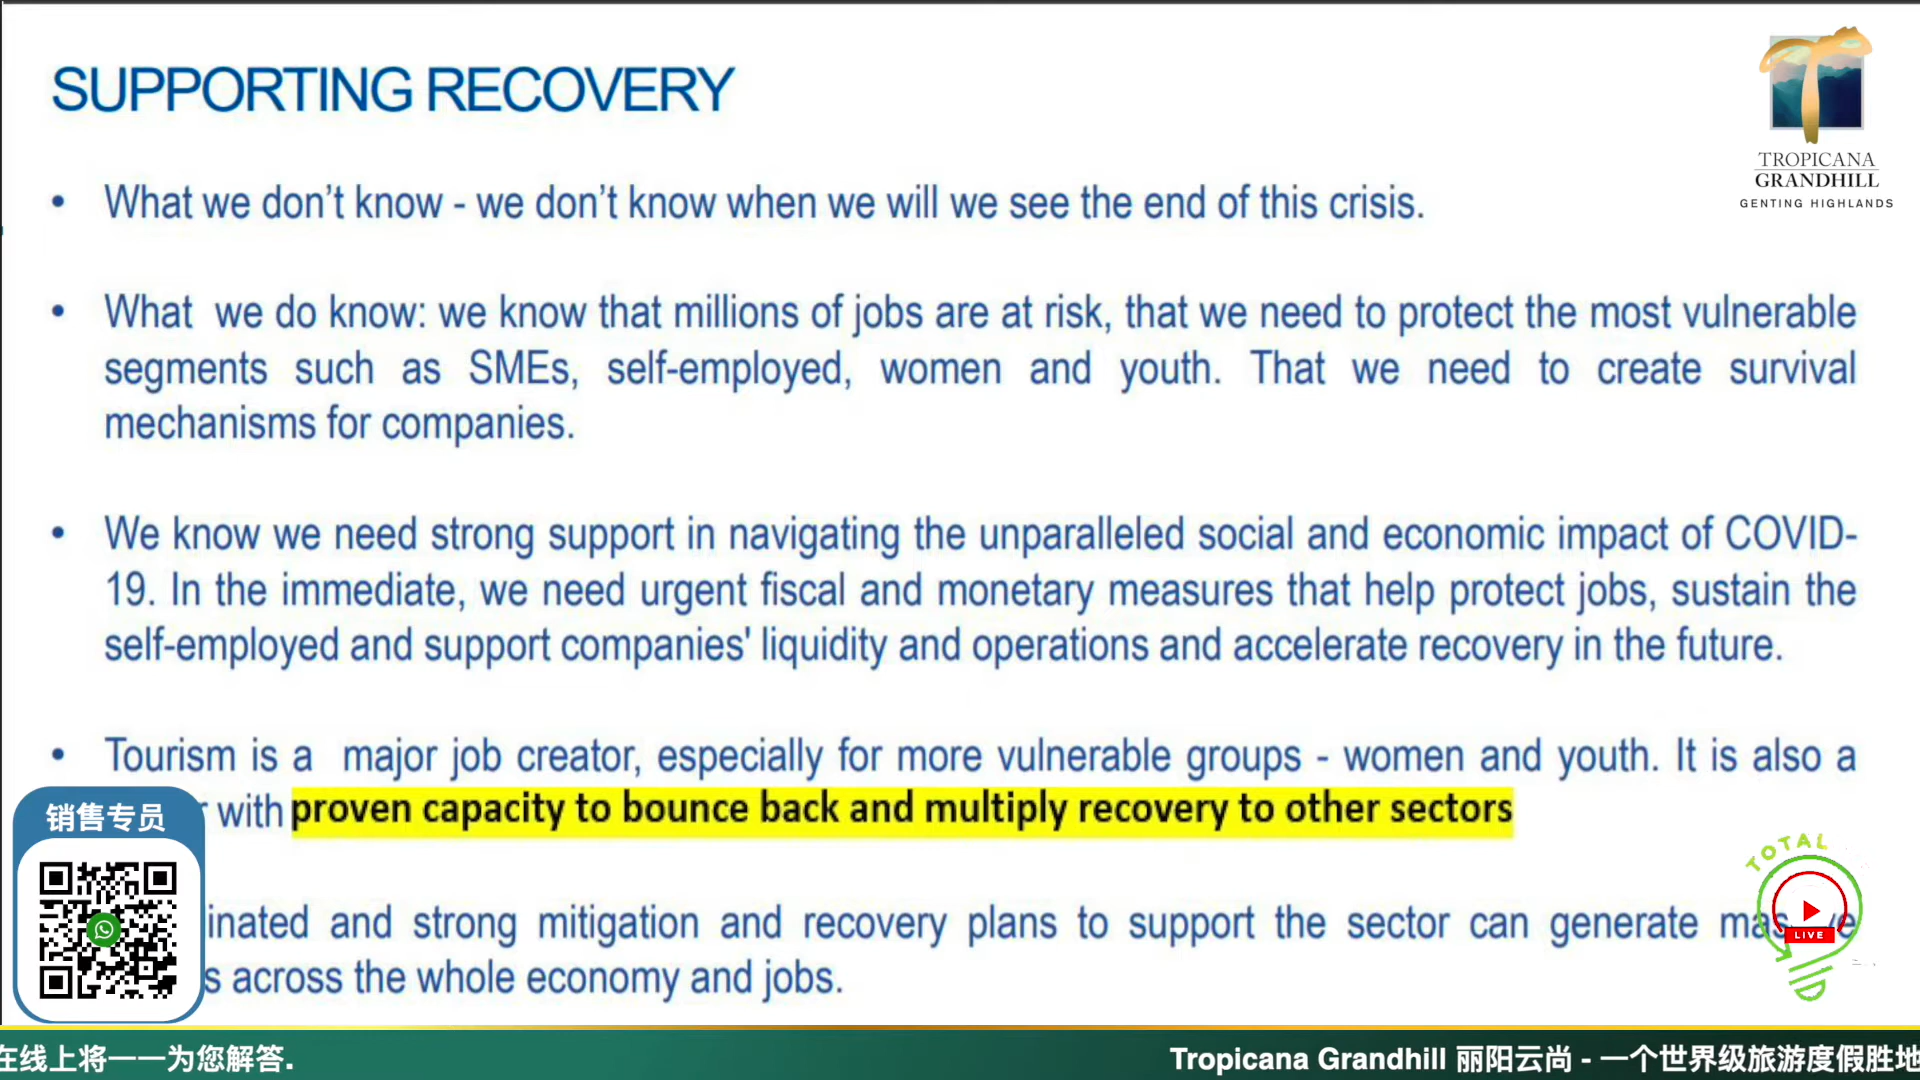 SUPPORTING RECOVERY
TROPICANA
GRANDHILL
GENTING HIGHLANDS
• What we don’t know - we don’t know when we will we see the end of this crisis.
• What we do know: we know that millions of jobs are at risk, that we need to protect the most vulnerable
segments such as SMEs, self-employed, women and youth. That we need to create survival
mechanisms for companies.
• We know we need strong support in navigating the unparalleled social and economic impact of COVID-
19. In the immediate, we need urgent fiscal and monetary measures that help protect jobs, sustain the
self-employed and support companies' liquidity and operations and accelerate recovery in the future.
• Tourism is a major job creator, especially for more vulnerable groups - women and youth. It is also a
with proven capacity to bounce back and multiply recovery to other sectors
and strong mitigation and recovery plans to support the sector can generate
across the whole economy and jobs.
销售专员
TOTAL
LIVE
在线上将一一为您解答.
Tropicana Grandhill 丽阳云尚 - 一个世界级旅游度假胜地